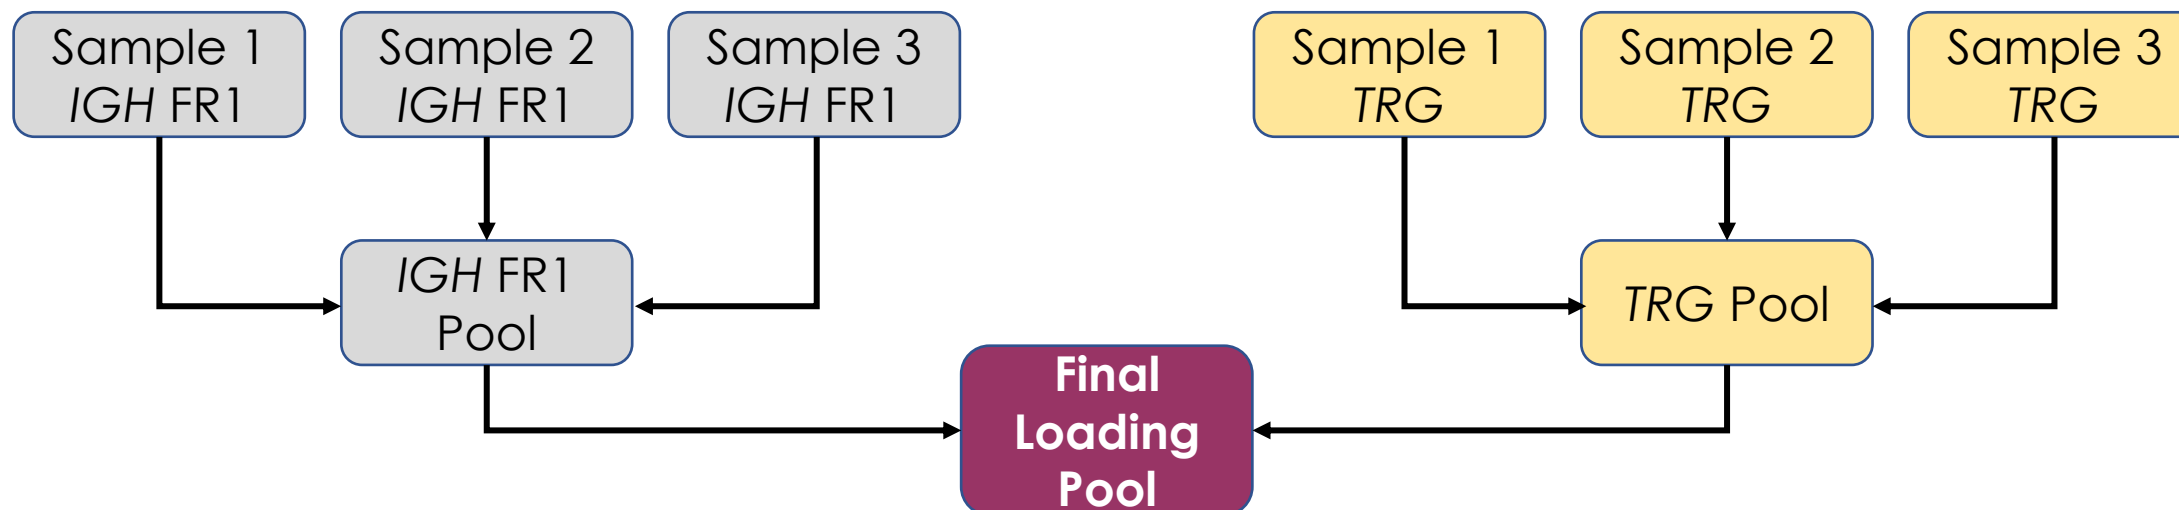 Sample 1
IGH FR1
Sample 2
IGH FR1
Sample 3
IGH FR1
Sample 1
TRG
Sample 2
TRG
Sample 3
TRG
IGH FR1
Pool
TRG Pool
Final
Loading
Pool